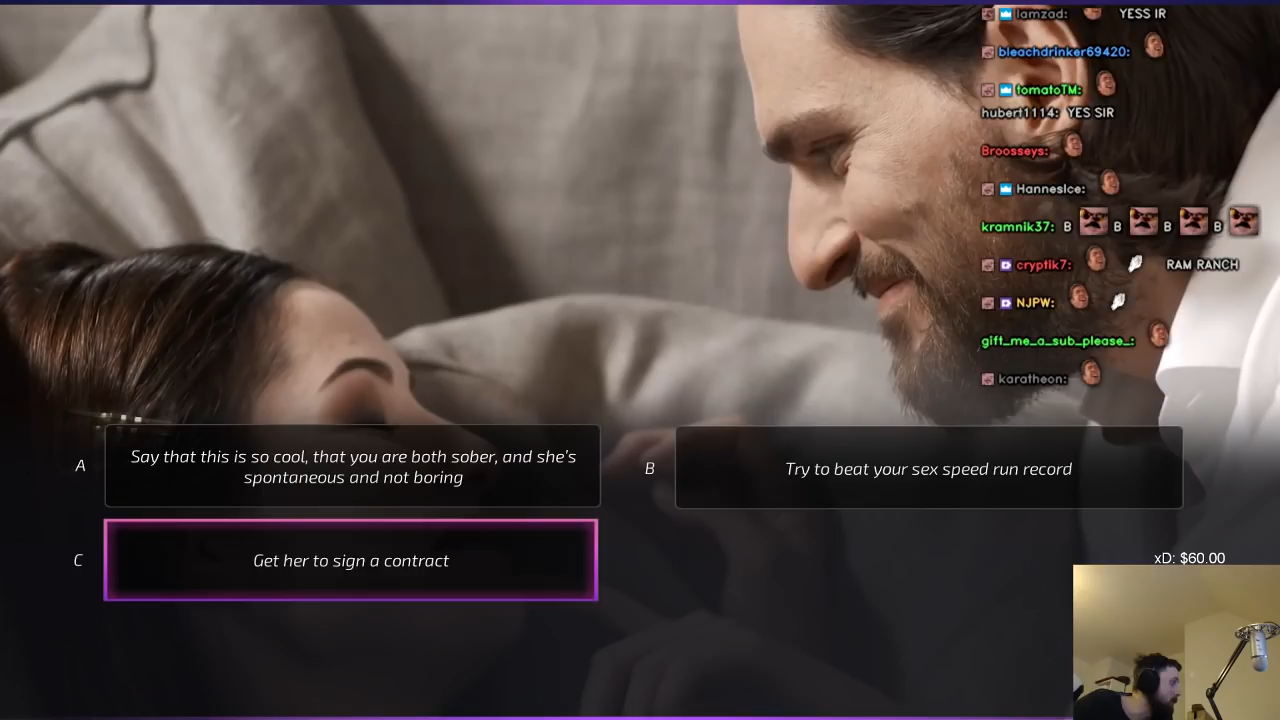 lamzad: YESS IR
bleachdrinker69420:
tomatoTM:
hubert1114: YES SIR
Broosseys:
HannesIce:
kramnik37: B B B B
cryptik7: RAM RANCH
NJPW:
gift_me_a_sub_please_:
karatheon:
A
Say that this is so cool, that you are both sober, and she's
spontaneous and not boring
B
Try to beat your sex speed run record
C
Get her to sign a contract
xD: $60.00